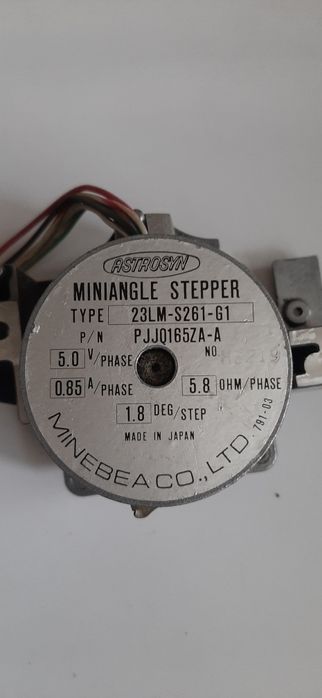 ASTROSYN
MINIANGLE STEPPER
TYPE 23LM-S261-G1
P/N PJJQ165ZA-A
5.0 V/PHASE NO.
0.85 A/PHASE 5.8 OHM/PHASE
1.8 DEG/STEP
MADE IN JAPAN
MINEBEA CO., LTD. 791-03